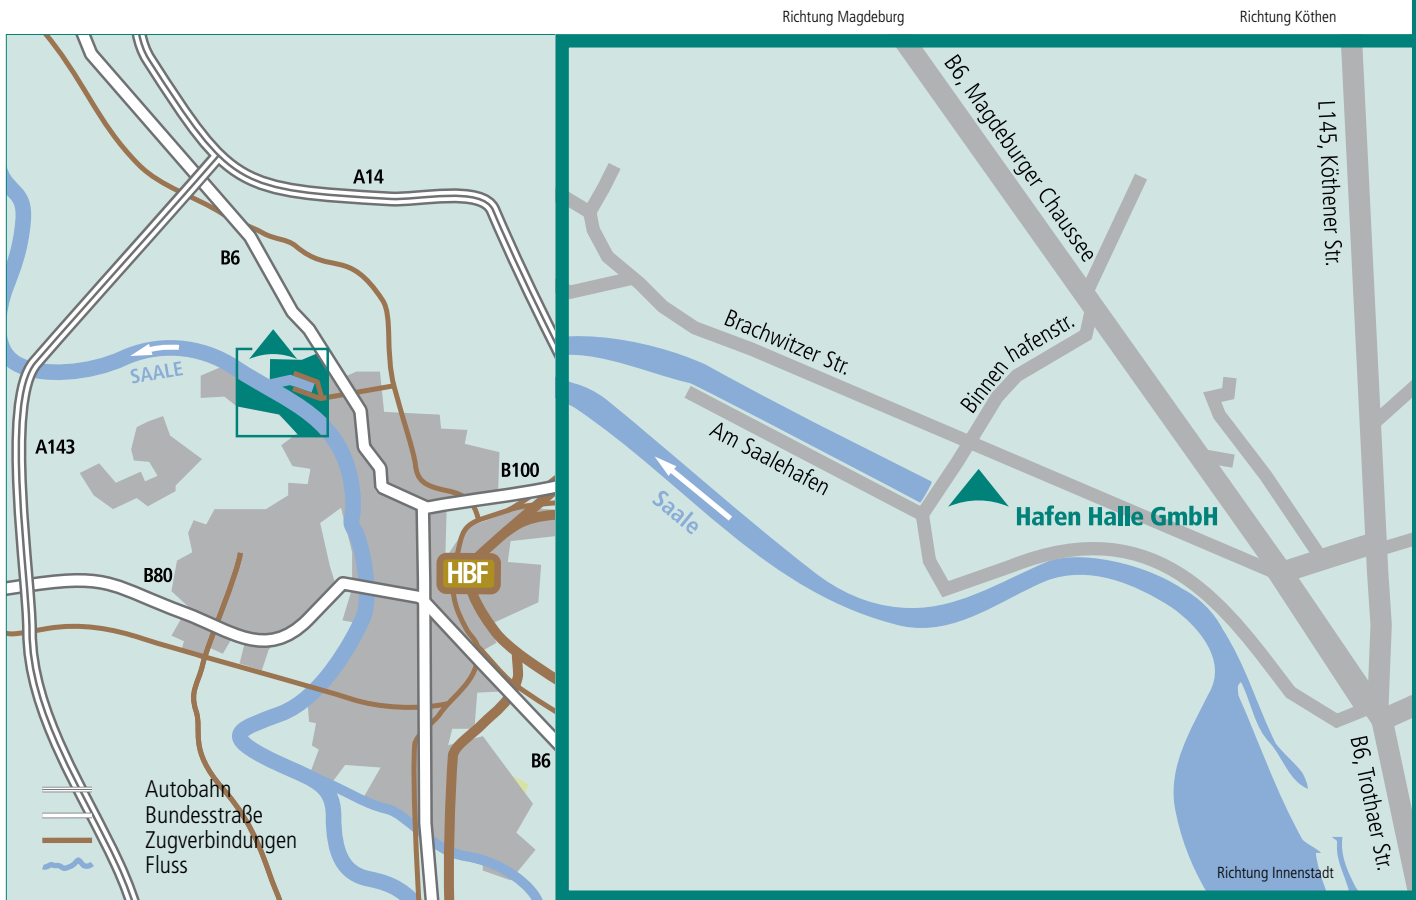 Richtung Magdeburg
Richtung Köthen
A14
B6
SAALE
A143
B100
B80
HBF
B6
Autobahn
Bundesstraße
Zugverbindungen
Fluss
B6, Magdeburger Chaussee
L145, Köthener Str.
Brachwitzer Str.
Binnen hafenstr.
Am Saalehafen
Saale
Hafen Halle GmbH
B6, Trothaer Str.
Richtung Innenstadt